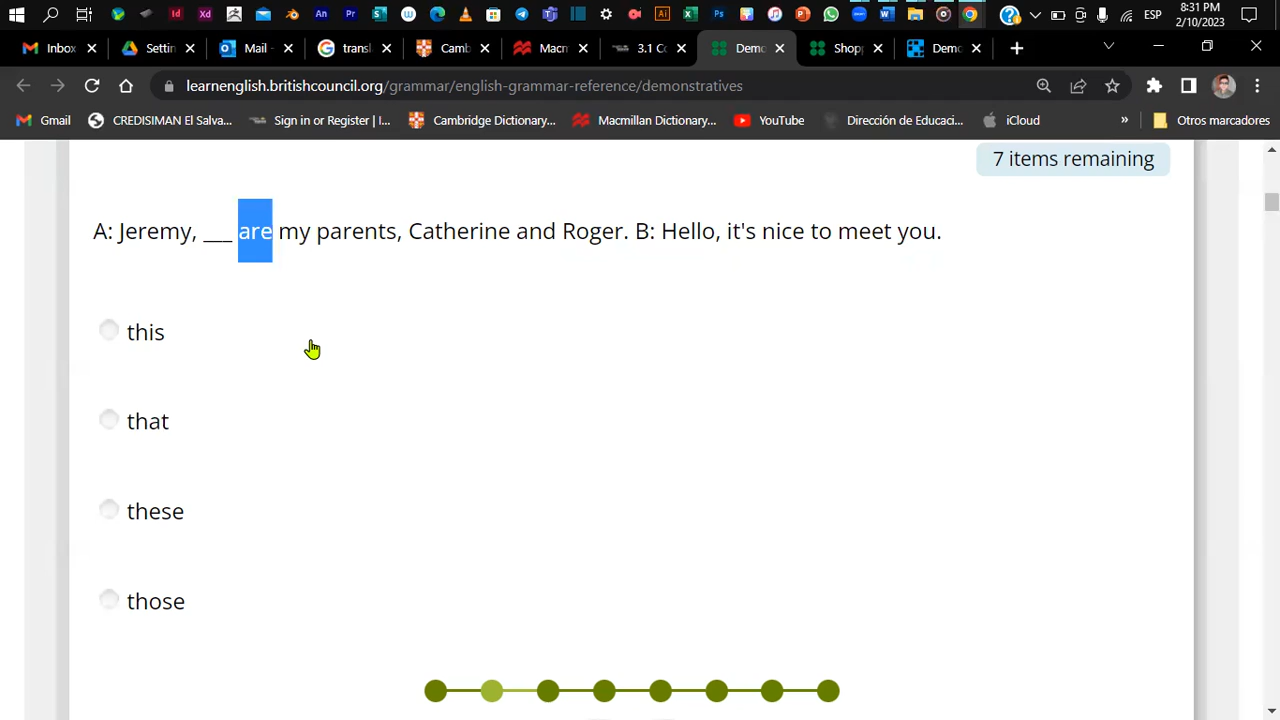 8:31 PM
ESP
2/10/2023
Inbox
Settin
Mail -
transl
Camb
Macm
3.1 Co
Demo
Shopp
Demo
learnenglish.britishcouncil.org/grammar/english-grammar-reference/demonstratives
Gmail
CREDISIMAN El Salva...
Sign in or Register | I...
Cambridge Dictionary...
Macmillan Dictionary...
YouTube
Dirección de Educaci...
iCloud
»
Otros marcadores
7 items remaining
A: Jeremy, ___ are my parents, Catherine and Roger. B: Hello, it's nice to meet you.
this
that
these
those